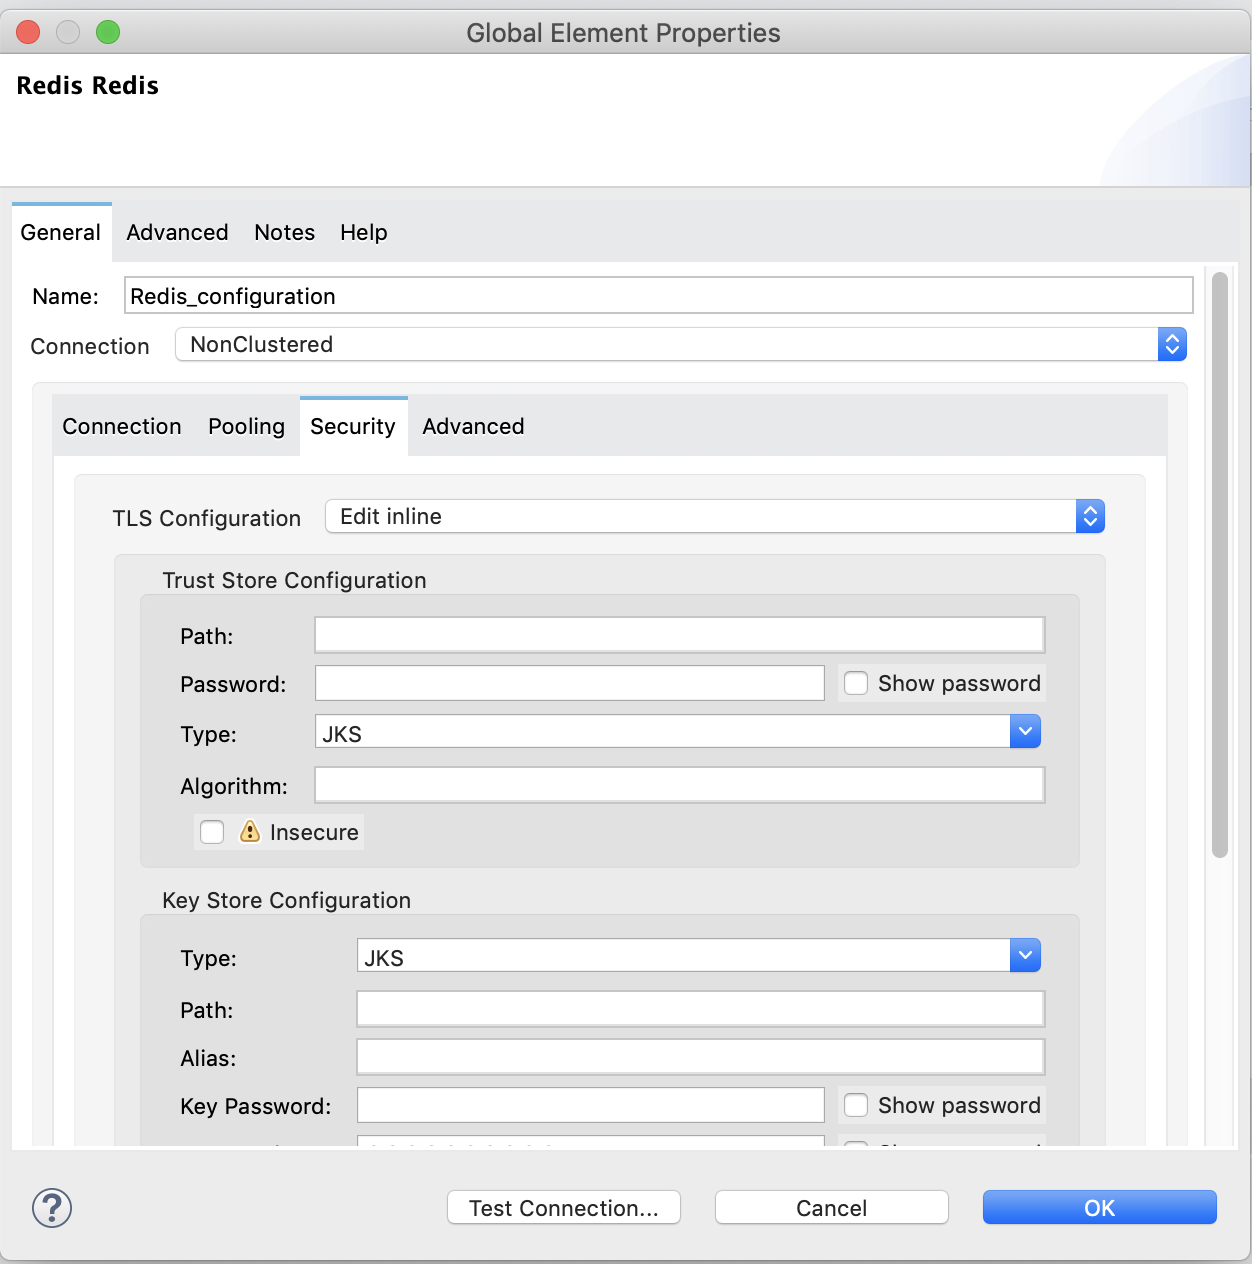 Global Element Properties
Redis Redis
General Advanced Notes Help
Name: Redis_configuration
Connection NonClustered
Connection Pooling Security Advanced
TLS Configuration Edit inline
Trust Store Configuration
Path:
Password: Show password
Type: JKS
Algorithm:
Insecure
Key Store Configuration
Type: JKS
Path:
Alias:
Key Password: Show password
? Test Connection... Cancel OK